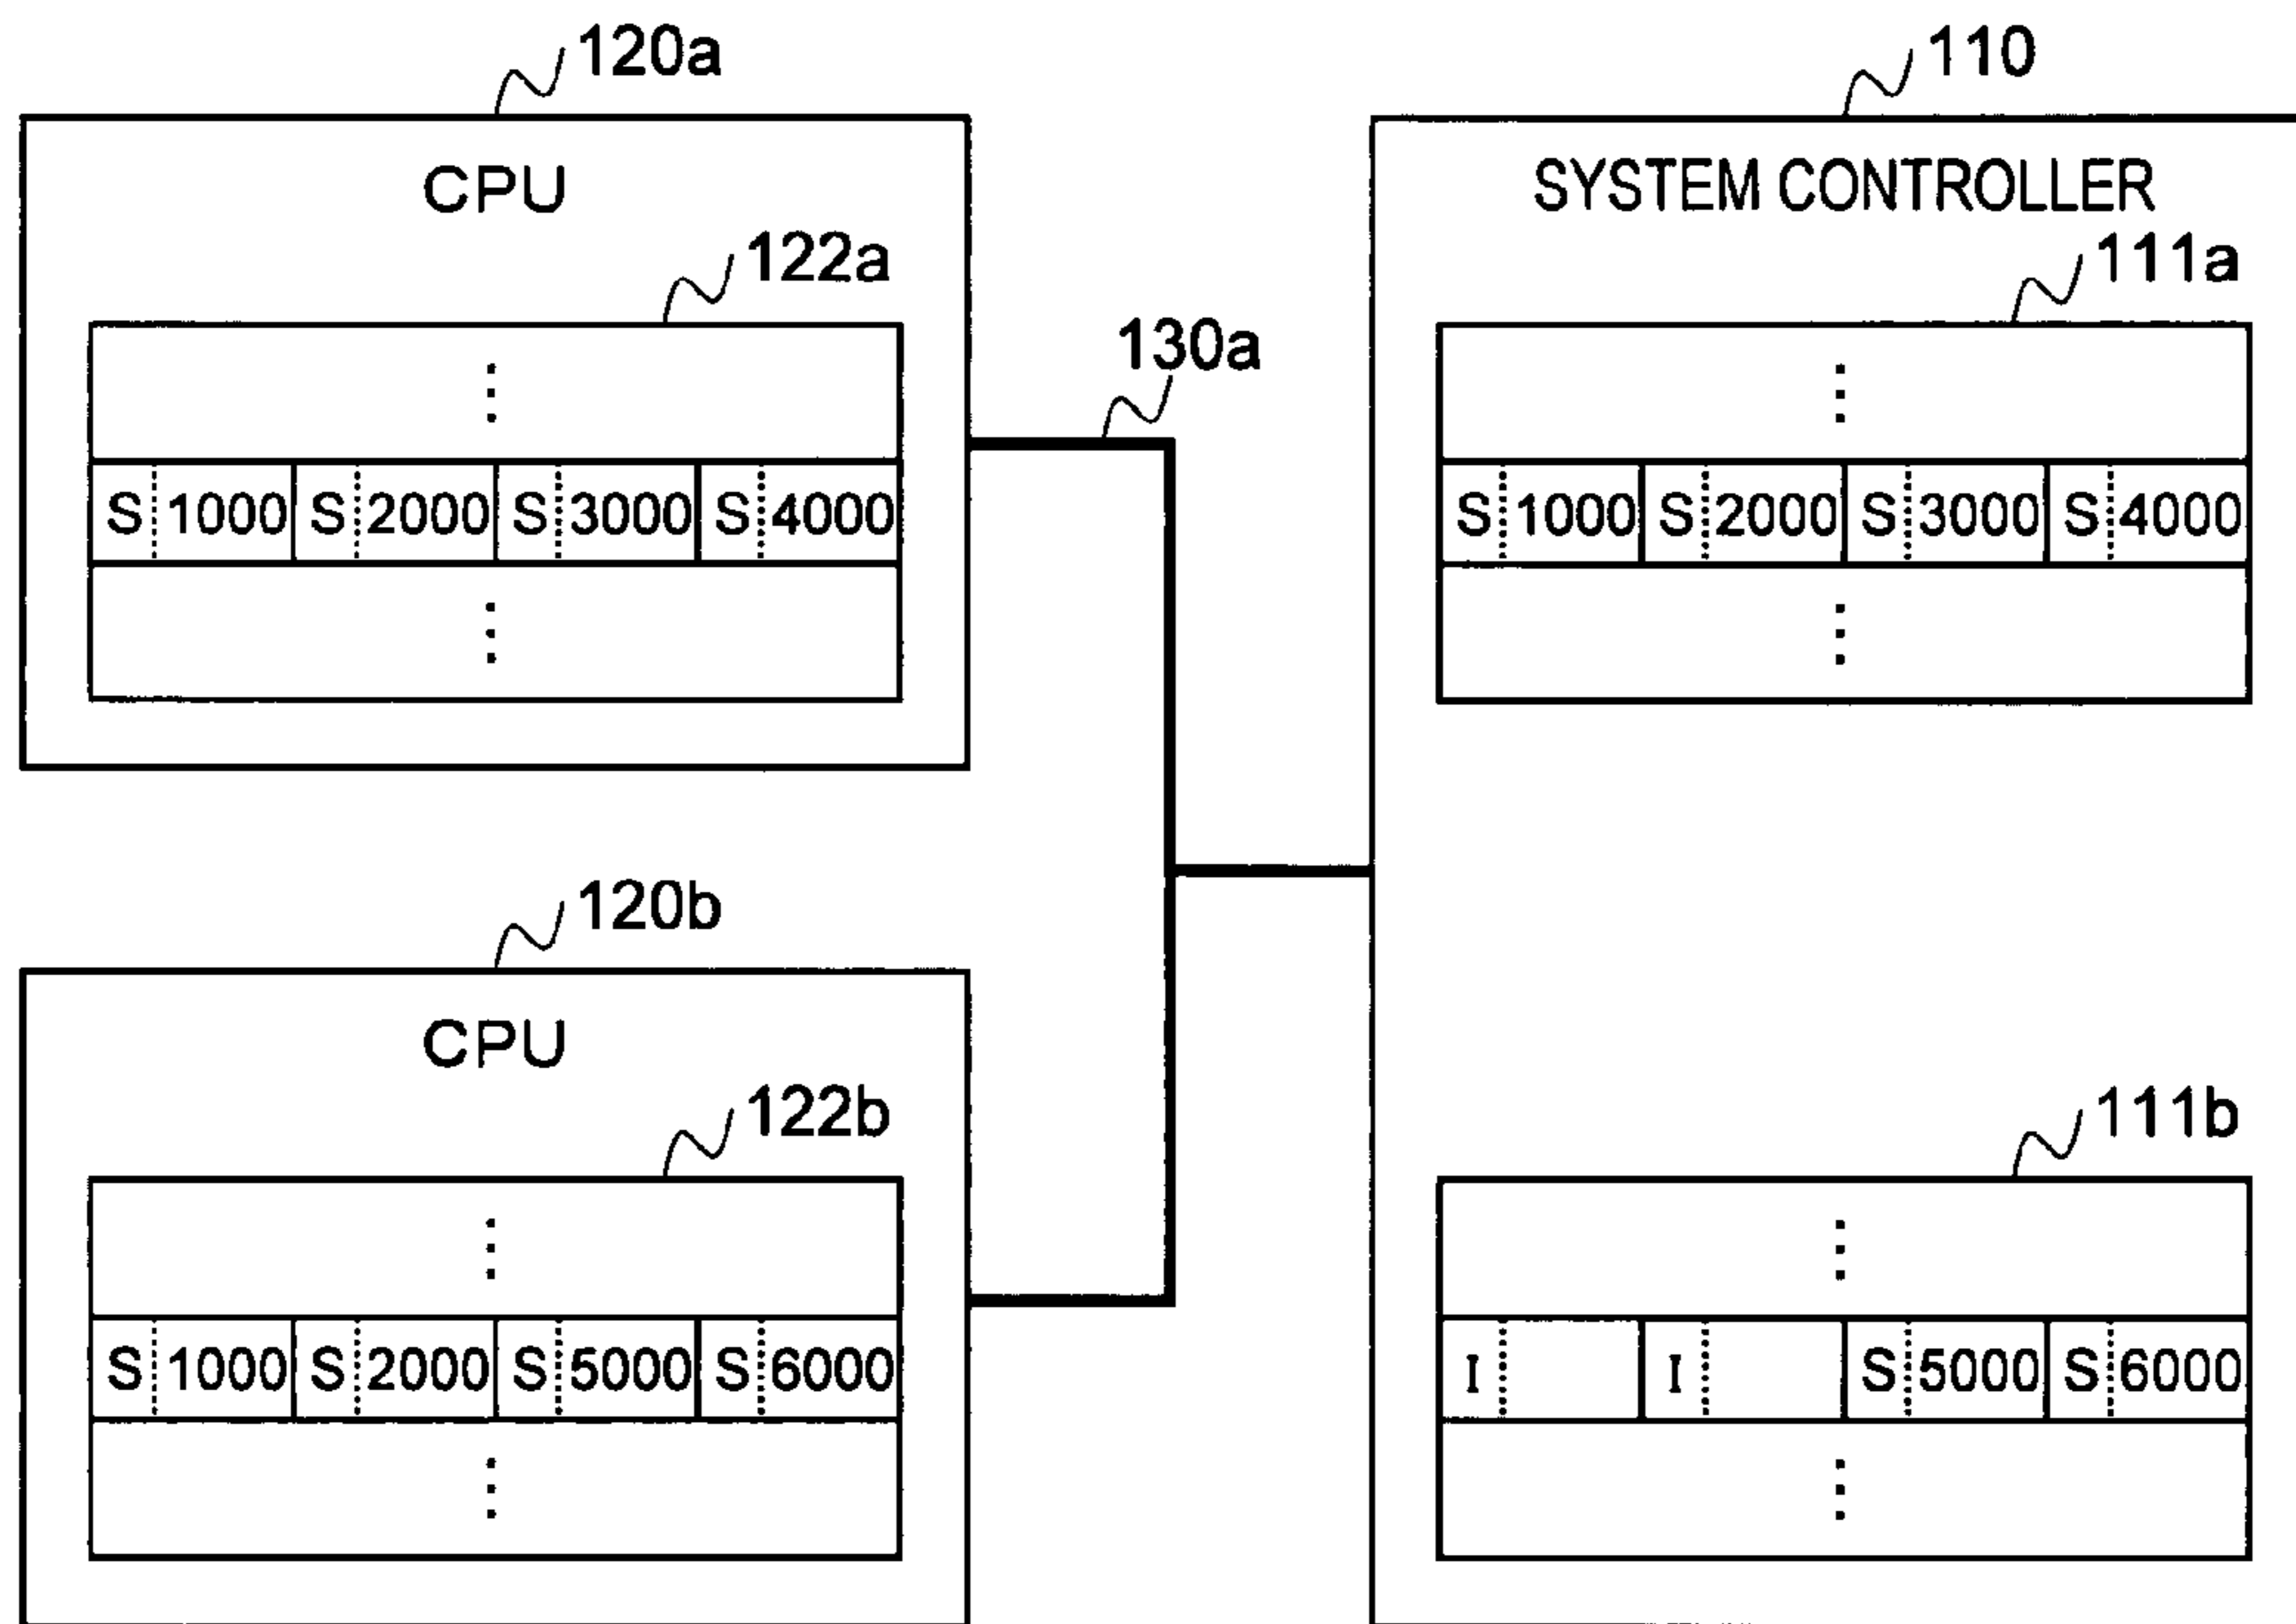 120a
110
CPU
SYSTEM CONTROLLER
122a
111a
130a
S 1000 S 2000 S 3000 S 4000
S 1000 S 2000 S 3000 S 4000
120b
CPU
122b
111b
S 1000 S 2000 S 5000 S 6000
I I S 5000 S 6000